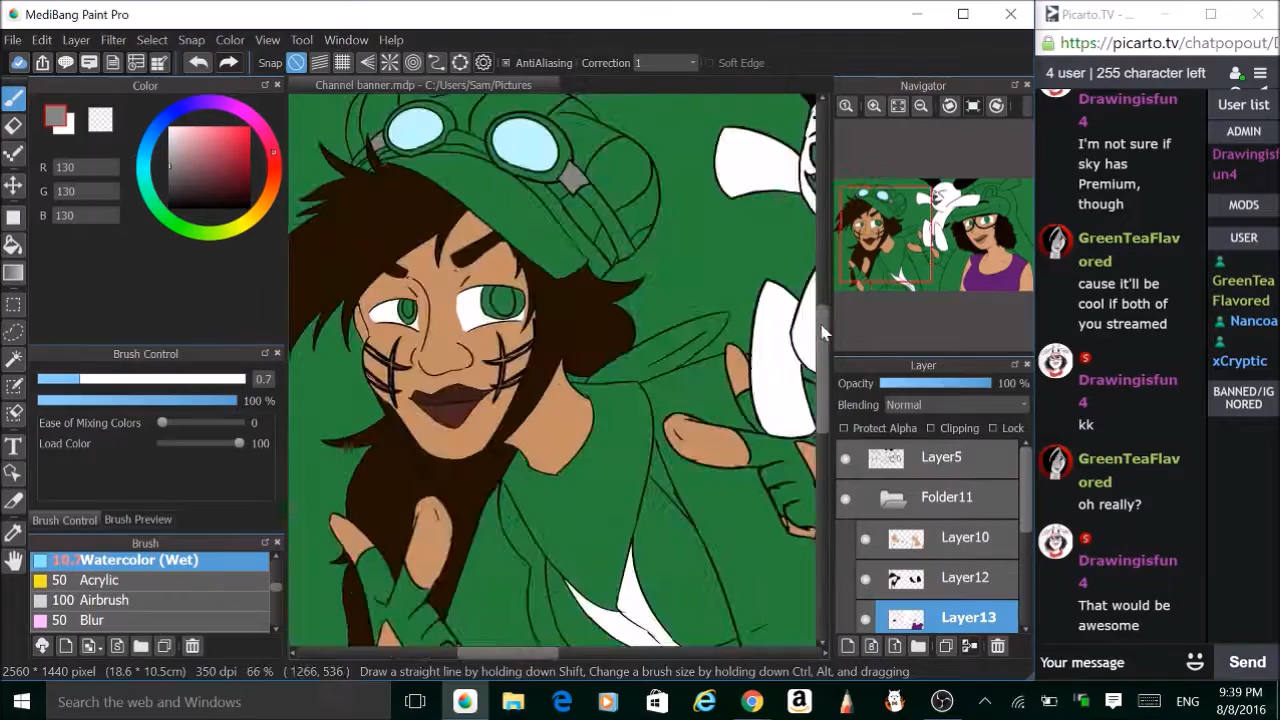 MediBang Paint Pro
File Edit Layer Filter Select Snap Color View Tool Window Help
Snap AntiAliasing Correction 1 Soft Edge
Color
R 130
G 130
B 130
Brush Control
0.7
100 %
Ease of Mixing Colors 0
Load Color 100
Brush Control Brush Preview
Brush
Watercolor (Wet)
50 Acrylic
100 Airbrush
50 Blur
Channel banner.mdp - C:/Users/Sam/Pictures
2560 * 1440 pixel (18.6 * 10.5cm) 350 dpi 66 % ( 1266, 536 ) Draw a straight line by holding down Shift, Change a brush size by holding down Ctrl, Alt, and dragging
Navigator
Layer
Opacity 100 %
Blending Normal
Protect Alpha Clipping Lock
Layer5
Folder11
Layer10
Layer12
Layer13
Picarto.TV - ...
https://picarto.tv/chatpopout/
4 user | 255 character left
Drawingisfun
4
I'm not sure if
sky has
Premium,
though
GreenTeaFlav
ored
cause it'll be
cool if both of
you streamed
S
Drawingisfun
4
kk
GreenTeaFlav
ored
oh really?
S
Drawingisfun
4
That would be
awesome
Your message Send
User list
ADMIN
Drawingisf
un4
MODS
USER
GreenTea
Flavored
Nancoa
xCryptic
BANNED/IG
NORED
Search the web and Windows
ENG
9:39 PM
8/8/2016